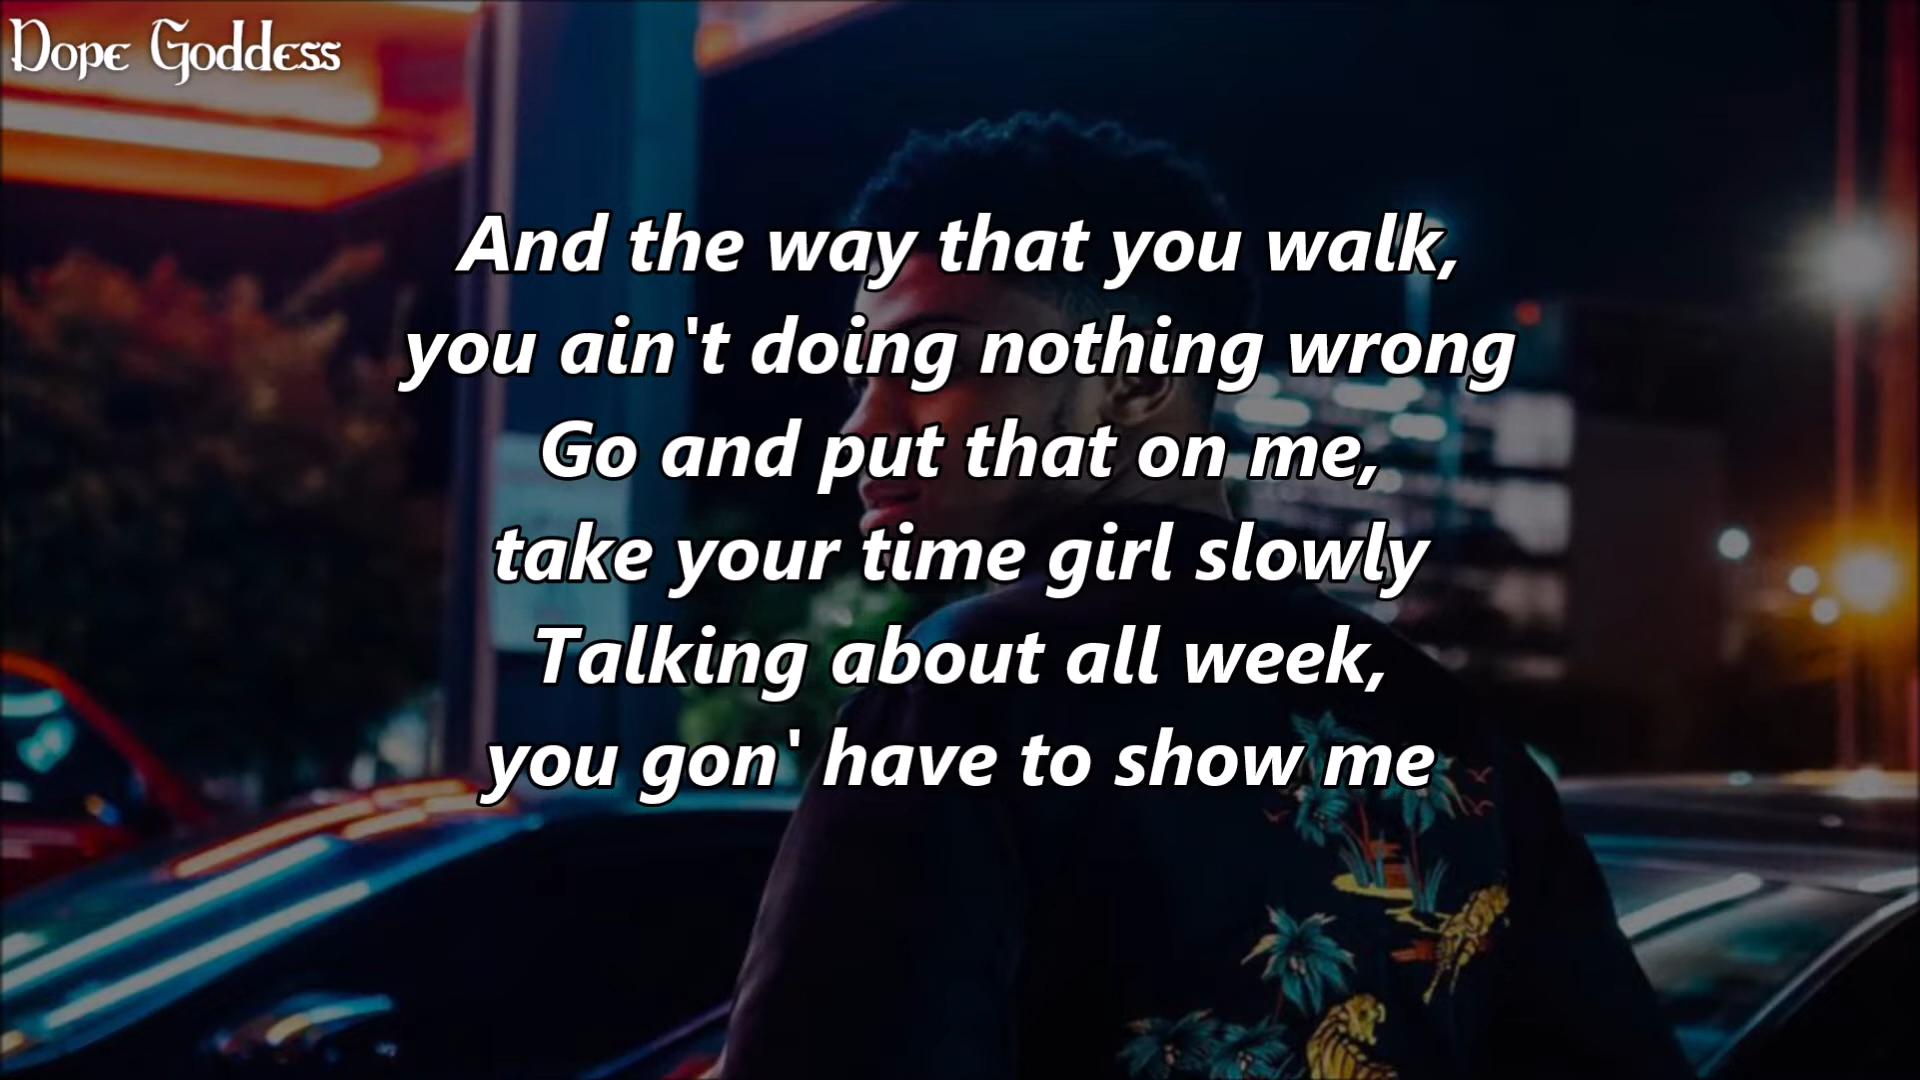 Dope Goddess
And the way that you walk,
you ain't doing nothing wrong
Go and put that on me,
take your time girl slowly
Talking about all week,
you gon' have to show me